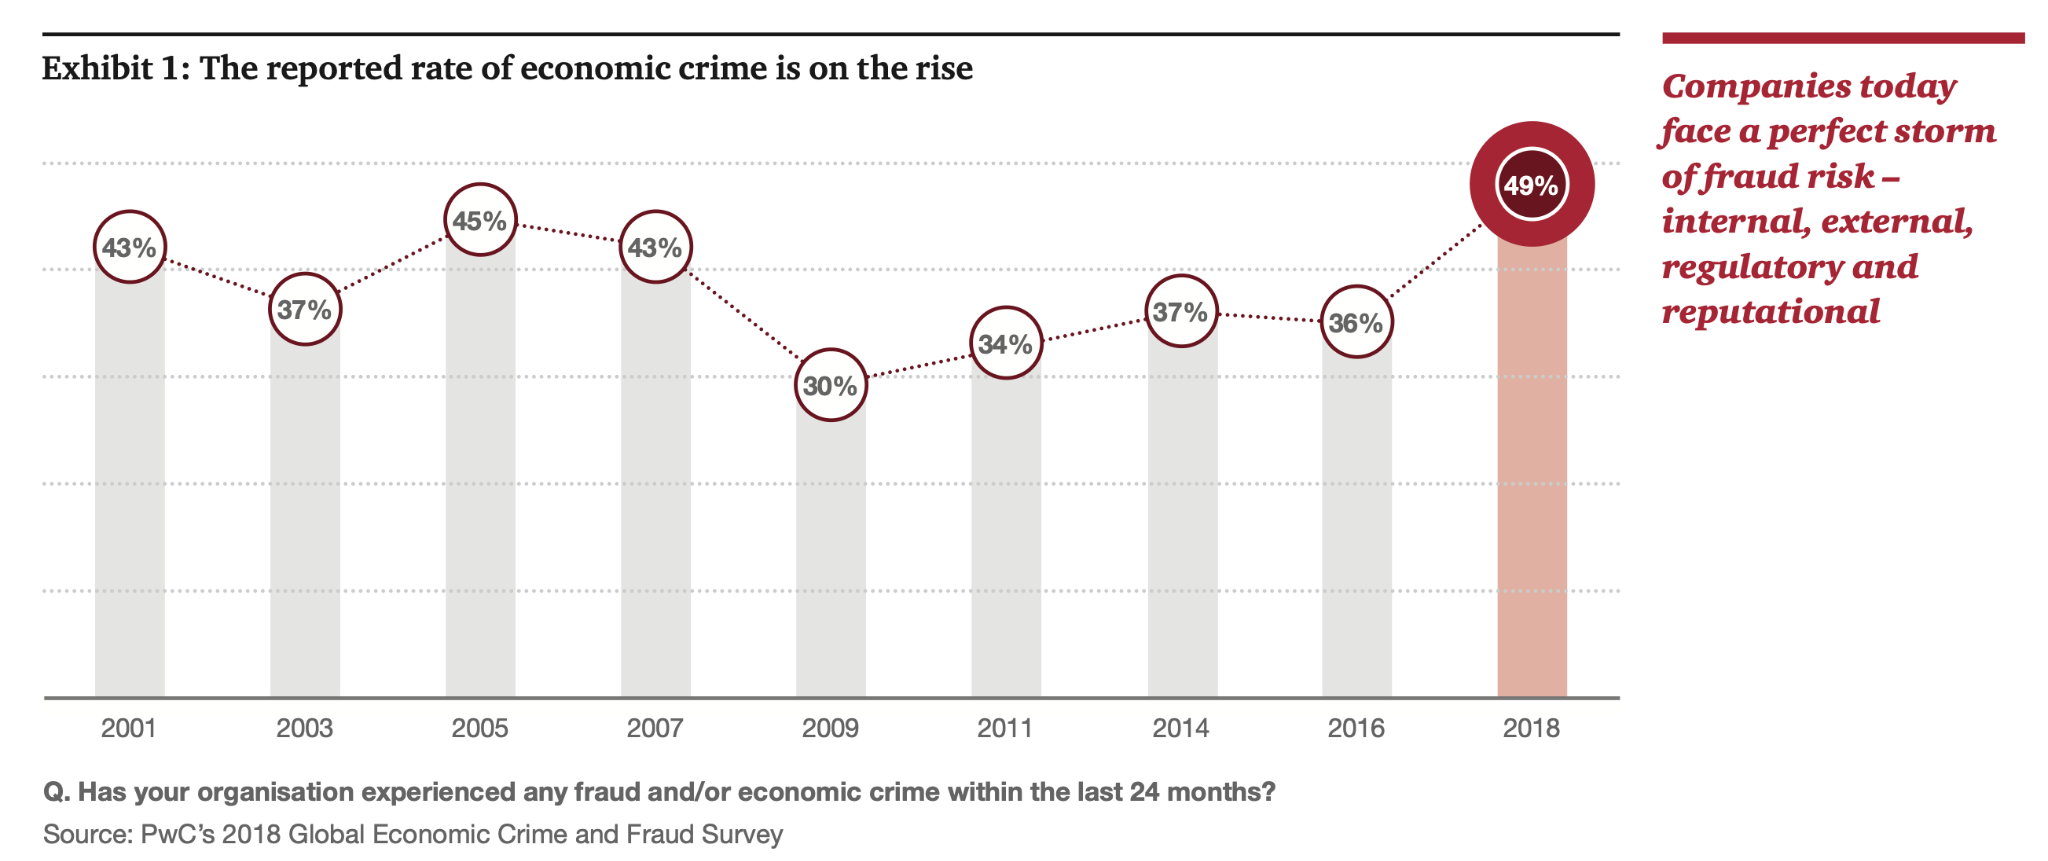 Exhibit 1: The reported rate of economic crime is on the rise
Companies today
face a perfect storm
of fraud risk –
internal, external,
regulatory and
reputational
43%
37%
45%
43%
30%
34%
37%
36%
49%
2001
2003
2005
2007
2009
2011
2014
2016
2018
Q. Has your organisation experienced any fraud and/or economic crime within the last 24 months?
Source: PwC’s 2018 Global Economic Crime and Fraud Survey